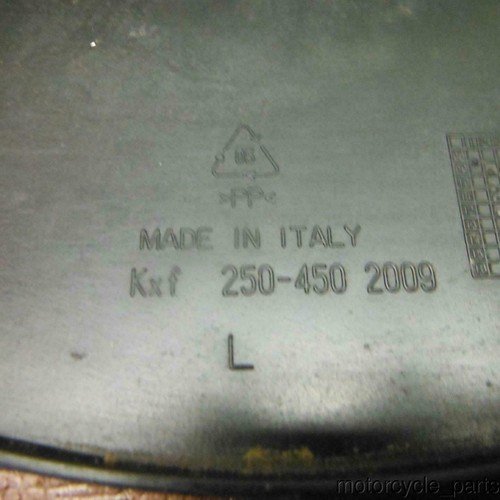 05
>PP<
MADE IN ITALY
Kxf 250-450 2009
L
motorcycle_parts